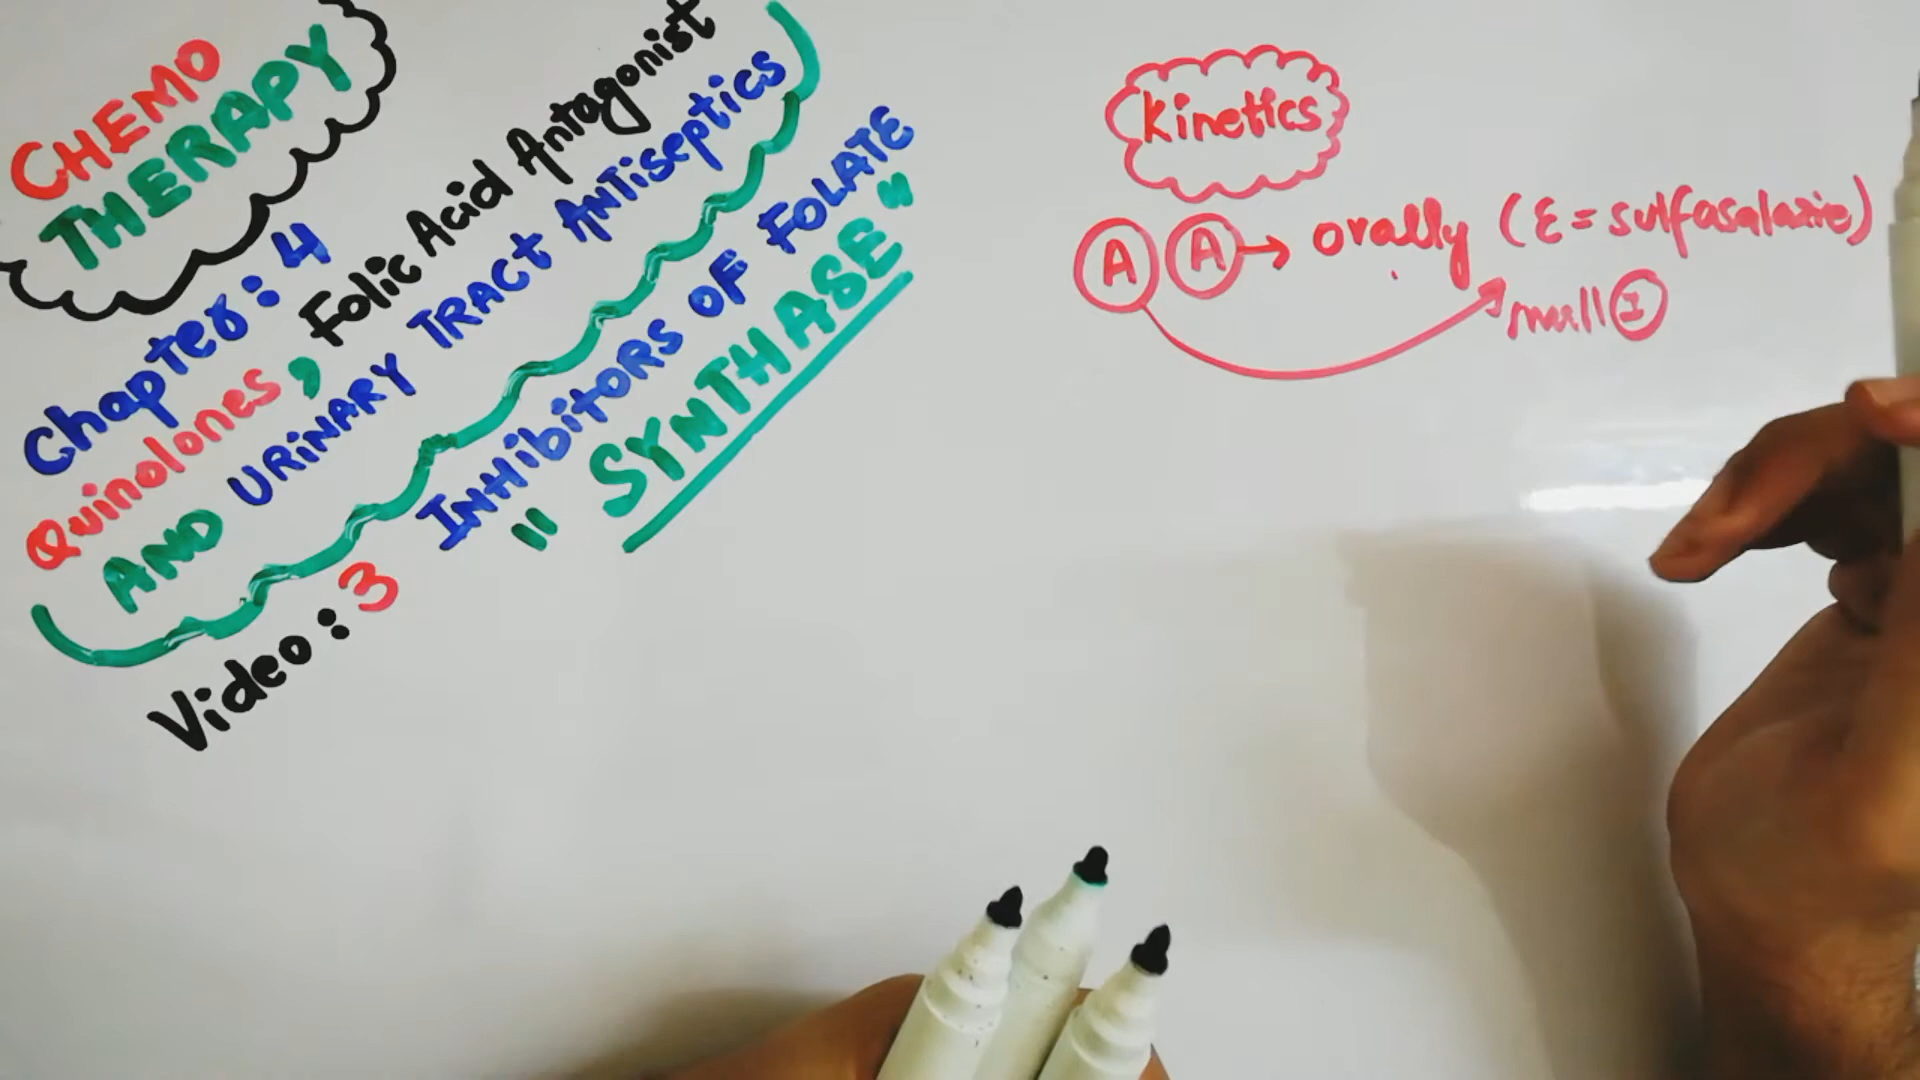 CHEMO
THERAPY
Chapter: 4
Quinolones, Folic Acid Antagonist
AND URINARY TRACT ANTISEPTICS
Video: 3 INHIBITORS OF FOLATE
"SYNTHASE"
Kinetics
A A → orally (ε = sulfasalazie)
small I